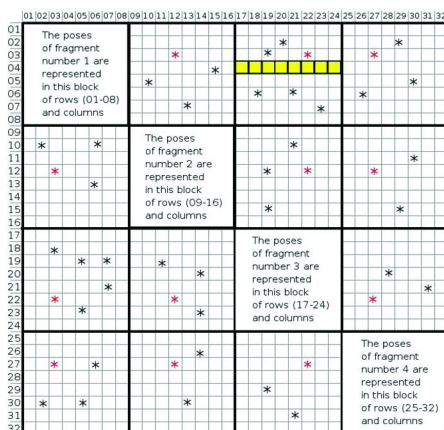 01 02 03 04 05 06 07 08 09 10 11 12 13 14 15 16 17 18 19 20 21 22 23 24 25 26 27 28 29 30 31 32
01
02
03
04
05
06
07
08
09
10
11
12
13
14
15
16
17
18
19
20
21
22
23
24
25
26
27
28
29
30
31
32
The poses
of fragment
number 1 are
represented
in this block
of rows (01-08)
and columns
The poses
of fragment
number 2 are
represented
in this block
of rows (09-16)
and columns
The poses
of fragment
number 3 are
represented
in this block
of rows (17-24)
and columns
The poses
of fragment
number 4 are
represented
in this block
of rows (25-32)
and columns